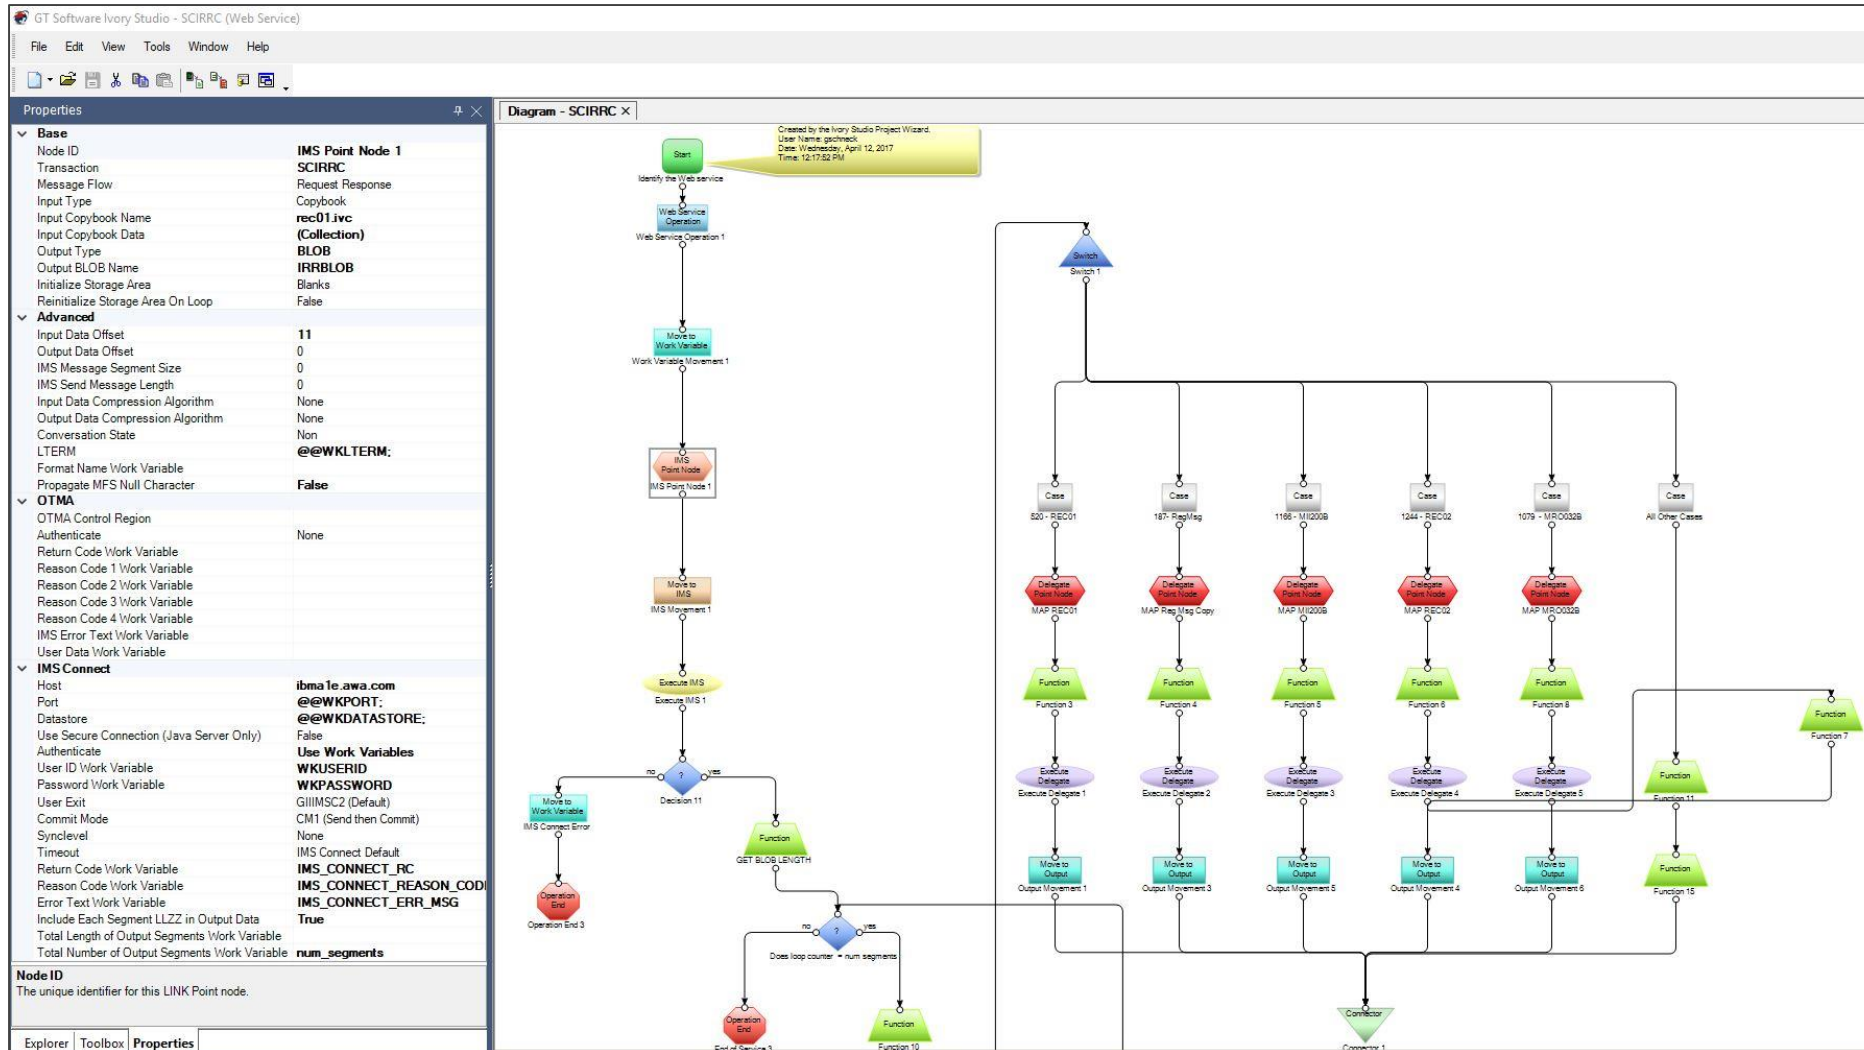 GT Software Ivory Studio - SCIRRC (Web Service)
File Edit View Tools Window Help
Properties
Base
Node ID IMS Point Node 1
Transaction SCIRRC
Message Flow Request Response
Input Type Copybook
Input Copybook Name rec01.ivc
Input Copybook Data (Collection)
Output Type BLOB
Output BLOB Name IRRBLOB
Initialize Storage Area Blanks
Reinitialize Storage Area On Loop False
Advanced
Input Data Offset 11
Output Data Offset 0
IMS Message Segment Size 0
IMS Send Message Length 0
Input Data Compression Algorithm None
Output Data Compression Algorithm None
Conversation State Non
LTERM @@WKLTERM;
Format Name Work Variable
Propagate MFS Null Character False
OTMA
OTMA Control Region
Authenticate None
Return Code Work Variable
Reason Code 1 Work Variable
Reason Code 2 Work Variable
Reason Code 3 Work Variable
Reason Code 4 Work Variable
IMS Error Text Work Variable
User Data Work Variable
IMS Connect
Host ibma1e.awa.com
Port @@WKPORT;
Datastore @@WKDATASTORE;
Use Secure Connection (Java Server Only) False
Authenticate Use Work Variables
User ID Work Variable WKUSERID
Password Work Variable WKPASSWORD
User Exit GIIIMSC2 (Default)
Commit Mode CM1 (Send then Commit)
Synclevel None
Timeout IMS Connect Default
Return Code Work Variable IMS_CONNECT_RC
Reason Code Work Variable IMS_CONNECT_REASON_CODE
Error Text Work Variable IMS_CONNECT_ERR_MSG
Include Each Segment LLZZ in Output Data True
Total Length of Output Segments Work Variable
Total Number of Output Segments Work Variable num_segments
Node ID
The unique identifier for this LINK Point node.
Explorer Toolbox Properties
Diagram - SCIRRC
Created by the Ivory Studio Project Wizard.
User Name: gschneck
Date: Wednesday, April 12, 2017
Time: 12:17:52 PM
Start
Identify the Web service
Web Service
Operation
Web Service Operation 1
Move to
Work Variable
Work Variable Movement 1
IMS
Point Node
IMS Point Node 1
Move to
IMS
IMS Movement 1
Execute IMS
Execute IMS 1
no ? yes
Decision 11
Move to
Work Variable
IMS Connect Error
Operation
End
Operation End 3
Function
GET BLOB LENGTH
no ? yes
Does loop counter = num segments
Operation
End
End of Service 3
Function
Function 10
Switch
Switch 1
Case Case Case Case Case Case
520 - REC01 187- RegMsg 1166 - MII200B 1244 - REC02 1079 - MRO032B All Other Cases
Delegate Delegate Delegate Delegate Delegate
Point Node Point Node Point Node Point Node Point Node
MAP REC01 MAP Reg Msg Copy MAP MII200B MAP REC02 MAP MRO032B
Function Function Function Function Function
Function 3 Function 4 Function 5 Function 6 Function 8
Function
Function 7
Execute Execute Execute Execute Execute
Delegate Delegate Delegate Delegate Delegate
Execute Delegate 1 Execute Delegate 2 Execute Delegate 3 Execute Delegate 4 Execute Delegate 5
Function
Function 11
Move to Move to Move to Move to Move to
Output Output Output Output Output
Output Movement 1 Output Movement 3 Output Movement 5 Output Movement 4 Output Movement 6
Function
Function 15
Connector
Connector 1